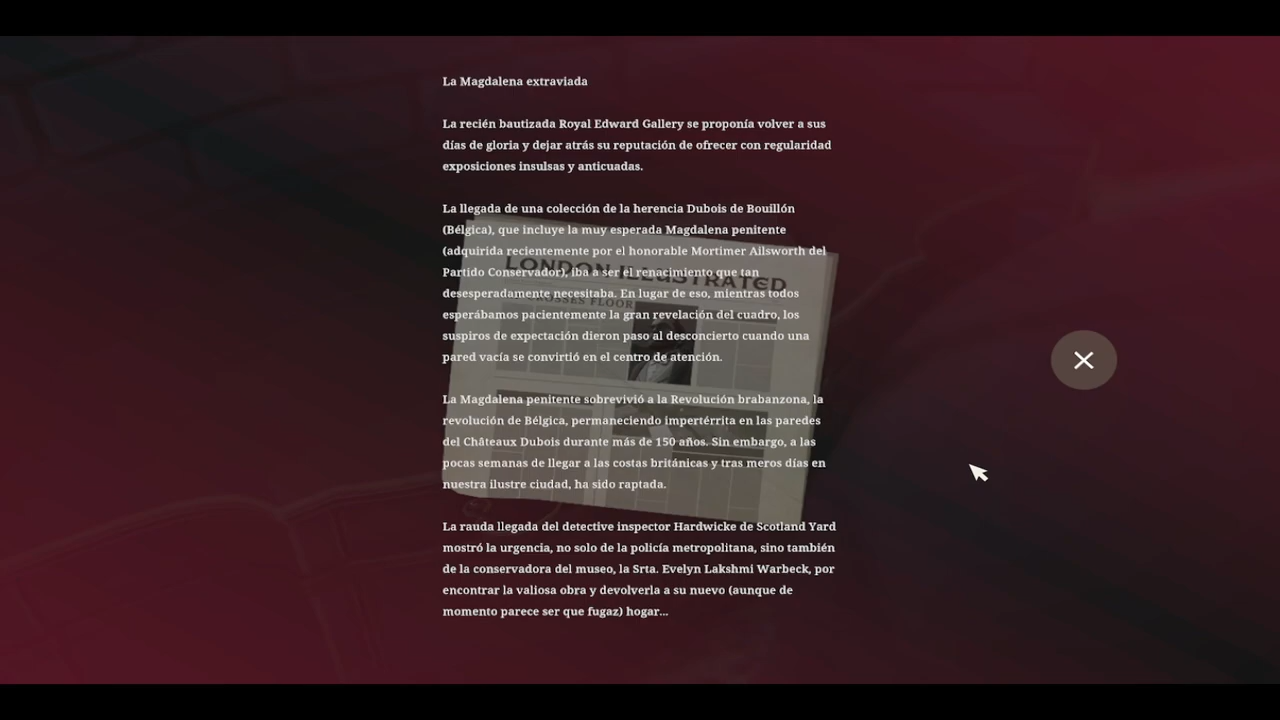 La Magdalena extraviada
La recién bautizada Royal Edward Gallery se proponía volver a sus
días de gloria y dejar atrás su reputación de ofrecer con regularidad
exposiciones insulsas y anticuadas.
La llegada de una colección de la herencia Dubois de Bouillón
(Bélgica), que incluye la muy esperada Magdalena penitente
(adquirida recientemente por el honorable Mortimer Ailsworth del
Partido Conservador), iba a ser el renacimiento que tan
desesperadamente necesitaba. En lugar de eso, mientras todos
esperábamos pacientemente la gran revelación del cuadro, los
suspiros de expectación dieron paso al desconcierto cuando una
pared vacía se convirtió en el centro de atención.
La Magdalena penitente sobrevivió a la Revolución brabanzona, la
revolución de Bélgica, permaneciendo impertérrita en las paredes
del Châteaux Dubois durante más de 150 años. Sin embargo, a las
pocas semanas de llegar a las costas británicas y tras meros días en
nuestra ilustre ciudad, ha sido raptada.
La rauda llegada del detective inspector Hardwicke de Scotland Yard
mostró la urgencia, no solo de la policía metropolitana, sino también
de la conservadora del museo, la Srta. Evelyn Lakshmi Warbeck, por
encontrar la valiosa obra y devolverla a su nuevo (aunque de
momento parece ser que fugaz) hogar...
LONDON ILLUSTRATED
CROSSES FLOOR